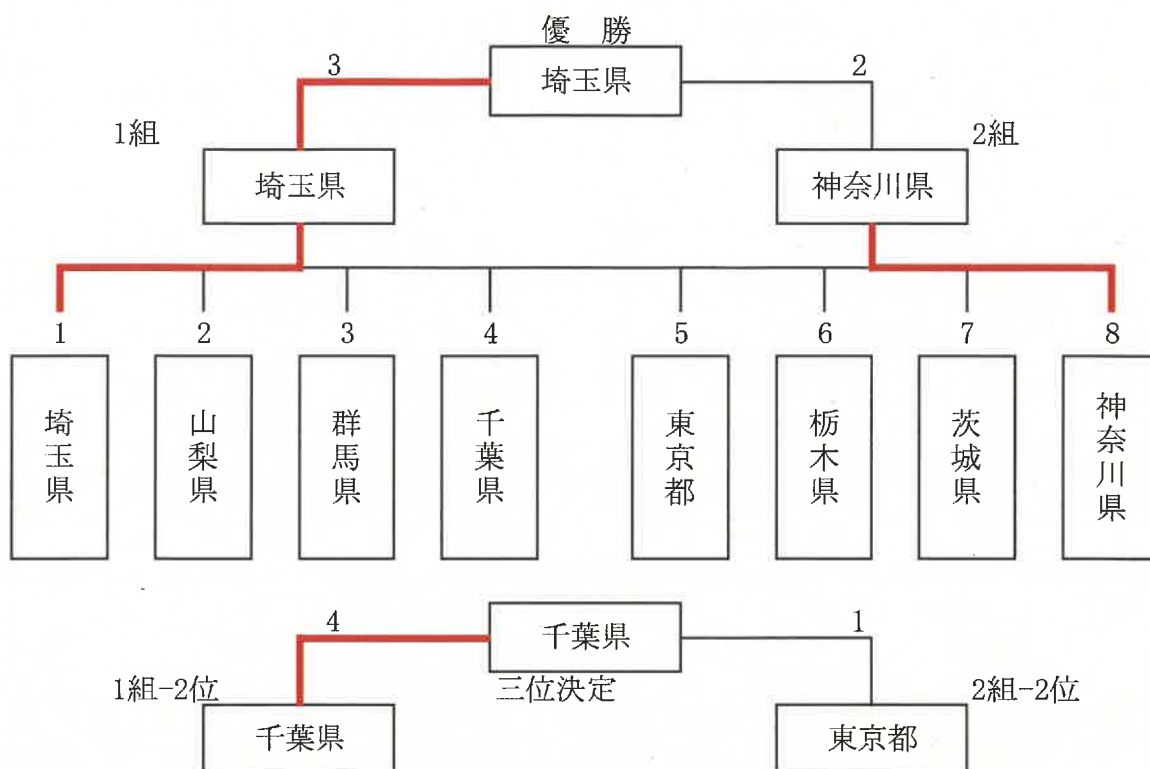 優　勝
3 埼玉県 2
1組 2組
埼玉県 神奈川県
1 2 3 4 5 6 7 8
埼玉県
山梨県
群馬県
千葉県
東京都
栃木県
茨城県
神奈川県
4 千葉県 1
1組-2位 三位決定 2組-2位
千葉県 東京都